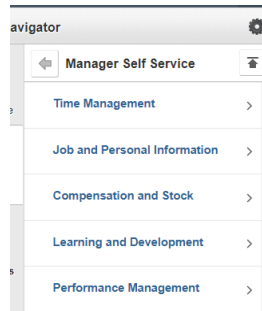 avigator
Manager Self Service
Time Management
Job and Personal Information
Compensation and Stock
Learning and Development
Performance Management
e
s